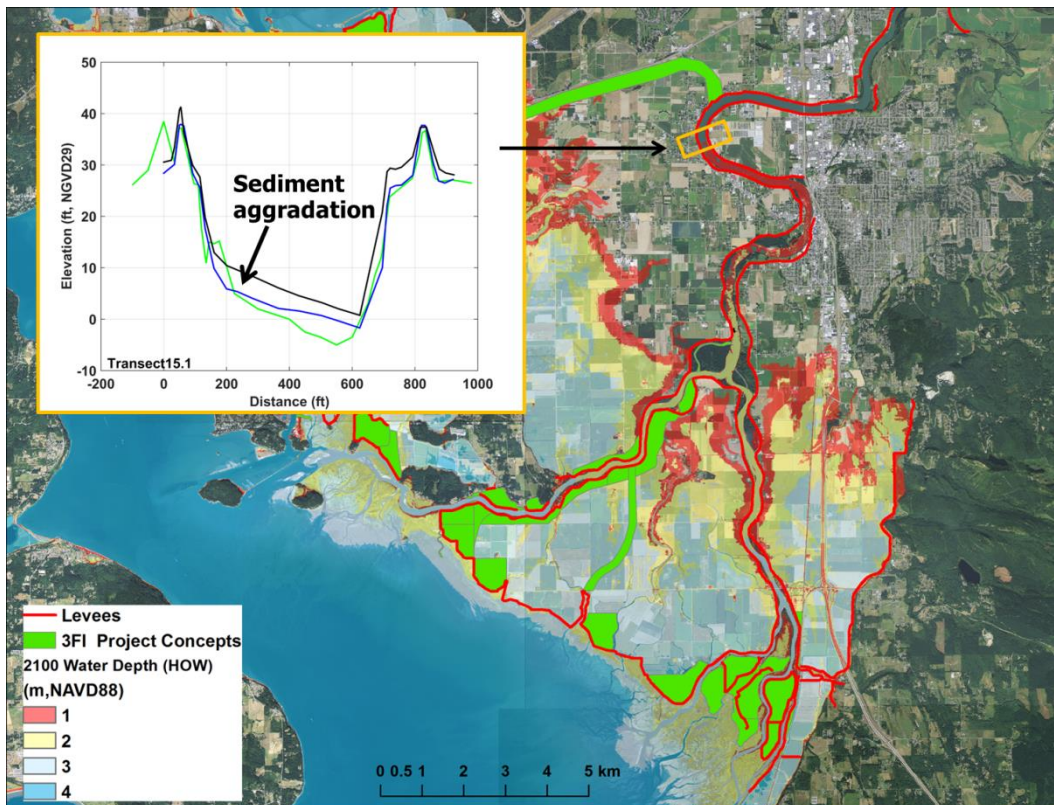 50
40
30
20
10
0
-10
Elevation (ft, NGVD29)
Sediment
aggradation
Transect15.1
-200 0 200 400 600 800 1000
Distance (ft)
Levees
3FI Project Concepts
2100 Water Depth (HOW)
(m,NAVD88)
1
2
3
4
0 0.5 1 2 3 4 5 km